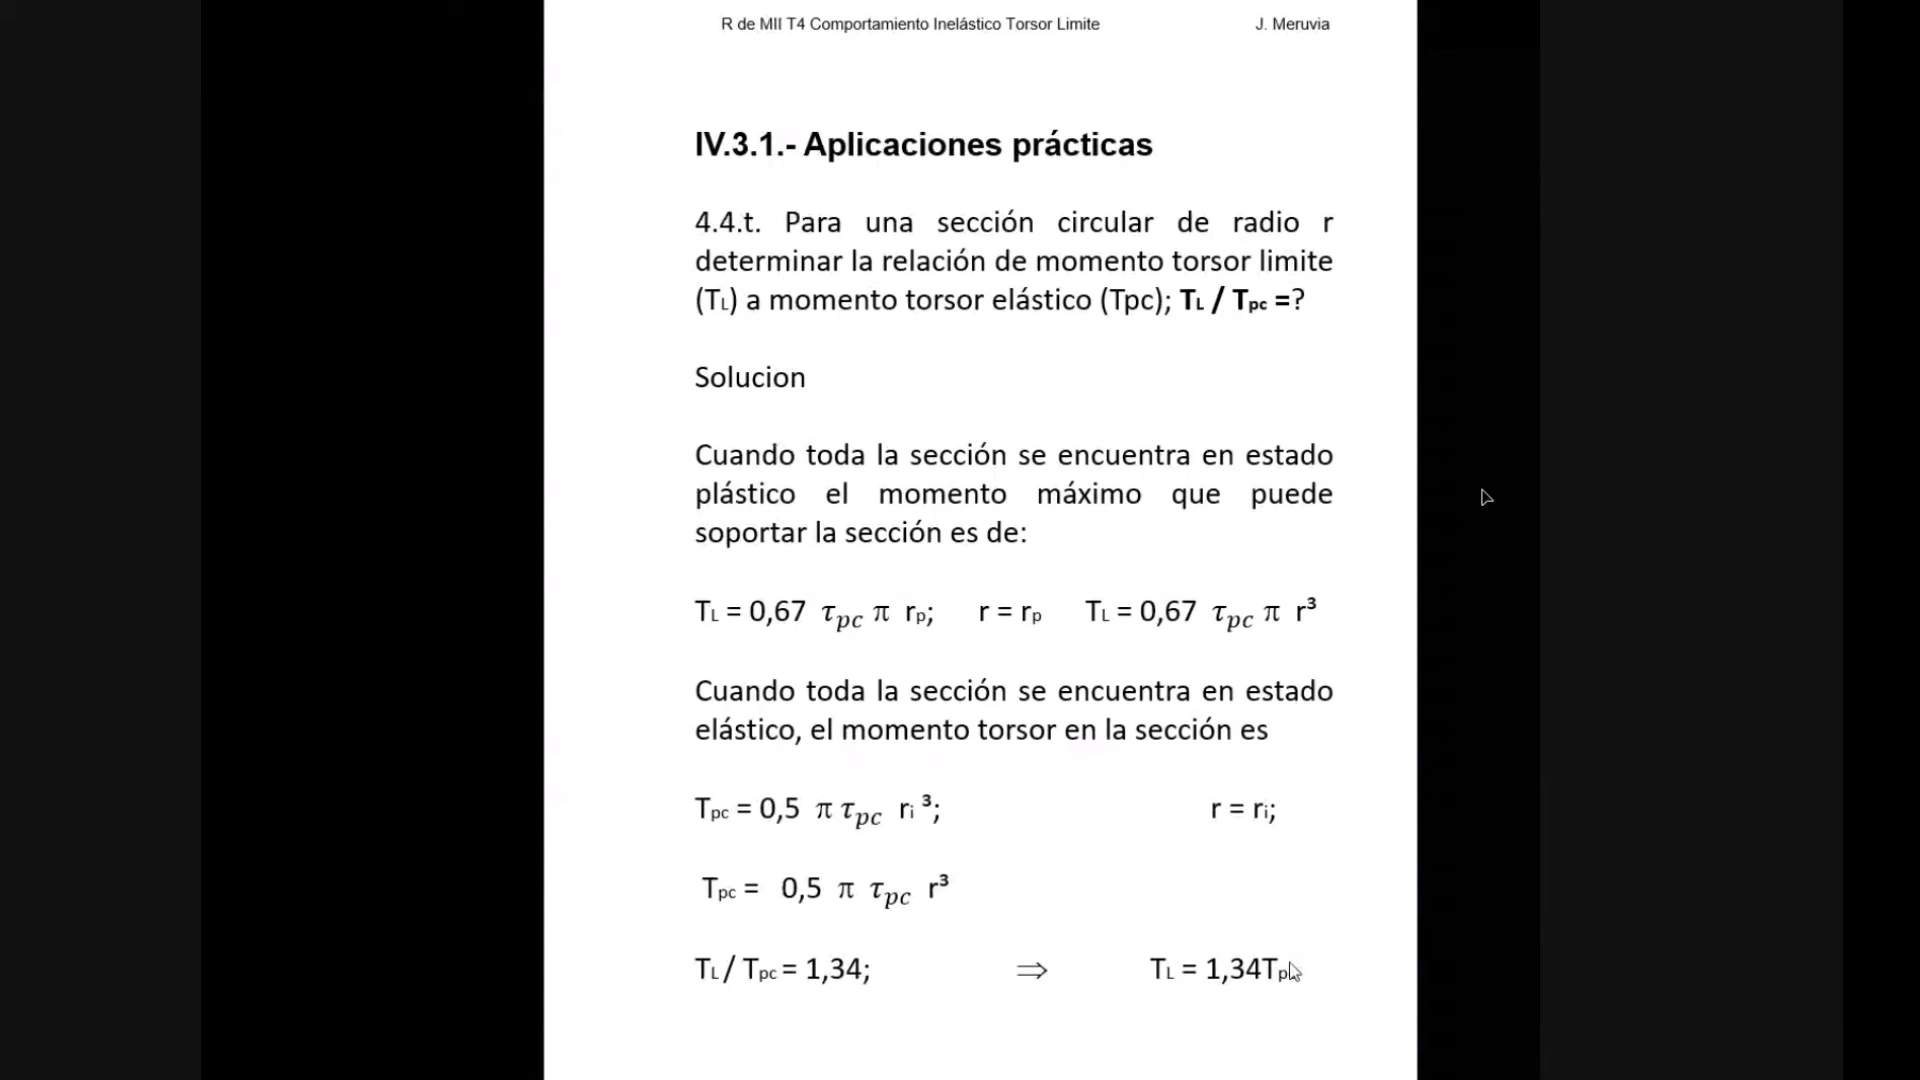 R de MII T4 Comportamiento Inelástico Torsor Limite J. Meruvia
IV.3.1.- Aplicaciones prácticas
4.4.t. Para una sección circular de radio r
determinar la relación de momento torsor limite
(TL) a momento torsor elástico (Tpc); TL / Tpc =?
Solucion
Cuando toda la sección se encuentra en estado
plástico el momento máximo que puede
soportar la sección es de:
TL = 0,67 τpc π rp; r = rp TL = 0,67 τpc π r³
Cuando toda la sección se encuentra en estado
elástico, el momento torsor en la sección es
Tpc = 0,5 π τpc ri ³; r = ri;
Tpc = 0,5 π τpc r³
TL / Tpc = 1,34; ⇒ TL = 1,34Tp